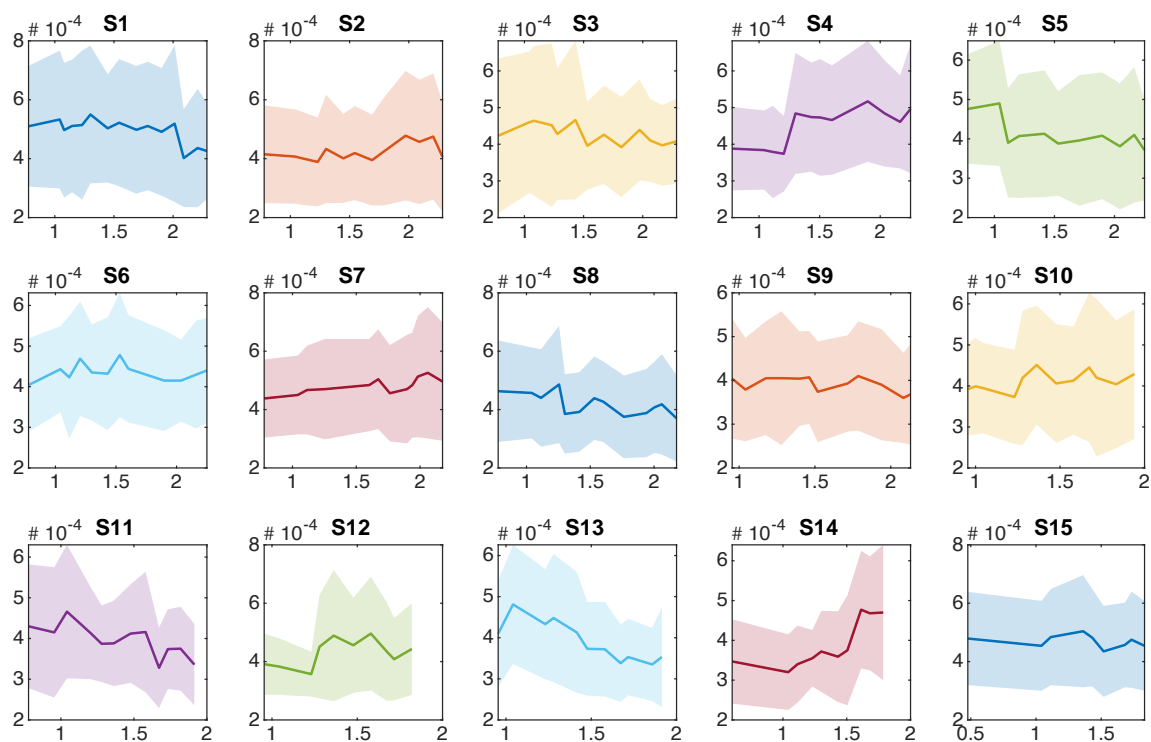 # 10-4 S1 # 10-4 S2 # 10-4 S3 # 10-4 S4 # 10-4 S5
8 8 6 6 6
6 6 5 5 5
4 4 4 4 4
3 3 3
2 2 2 2 2
1 1.5 2 1 1.5 2 1 1.5 2 1 1.5 2 1 1.5 2
# 10-4 S6 # 10-4 S7 # 10-4 S8 # 10-4 S9 # 10-4 S10
6 8 8 6 6
5 6 6 5 5
4 4 4 4 4
3 3 3
2 2 2 2 2
1 1.5 2 1 1.5 2 1 1.5 2 1 1.5 2 1 1.5 2
# 10-4 S11 # 10-4 S12 # 10-4 S13 # 10-4 S14 # 10-4 S15
6 8 6 6 8
5 6 5 5 6
4 4 4 4 4
3 3 3
2 2 2 2 2
1 1.5 2 1 1.5 2 1 1.5 2 1 1.5 2 0.5 1 1.5